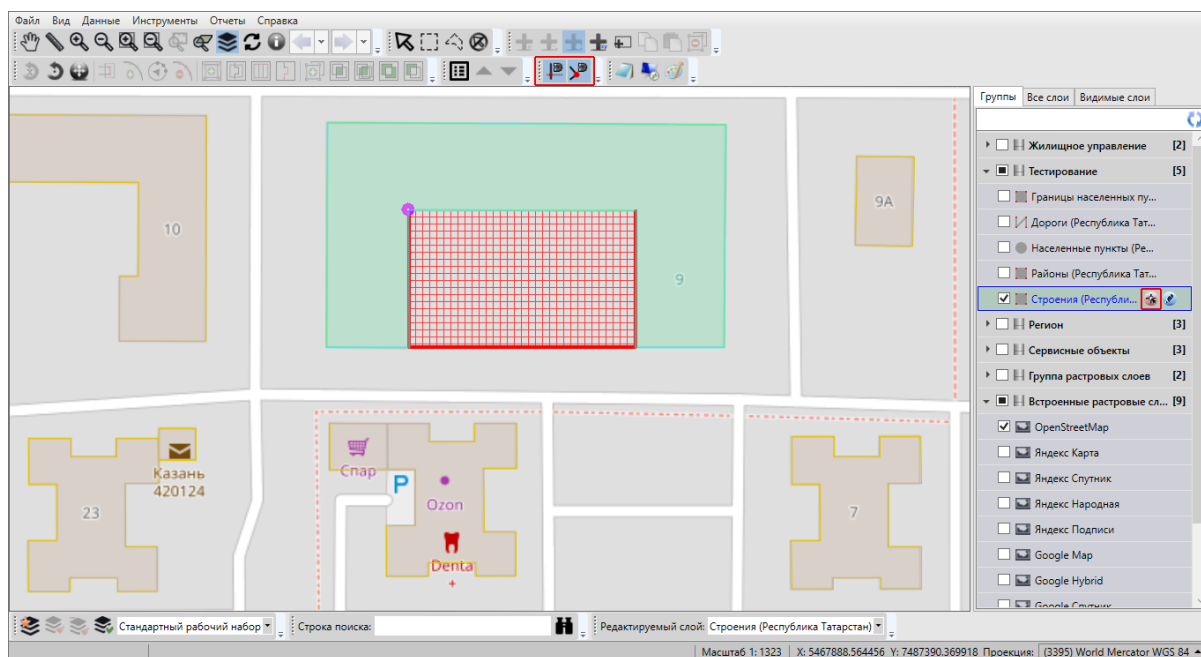 Файл Вид Данные Инструменты Отчеты Справка
Группы Все слои Видимые слои
Жилищное управление [2]
Тестирование [5]
Границы населенных пу...
Дороги (Республика Тат...
Населенные пункты (Ре...
Районы (Республика Тат...
Строения (Республи...
Регион [3]
Сервисные объекты [3]
Группа растровых слоев [2]
Встроенные растровые сл... [9]
OpenStreetMap
Яндекс Карта
Яндекс Спутник
Яндекс Народная
Яндекс Подписи
Google Map
Google Hybrid
Google Спутник
10
9
9A
Казань
420124
23
Спар
P
Ozon
Denta
+
7
Стандартный рабочий набор
Строка поиска:
Редактируемый слой: Строения (Республика Татарстан)
Масштаб 1: 1323 X: 5467888.564456 Y: 7487390.369918 Проекция: (3395) World Mercator WGS 84